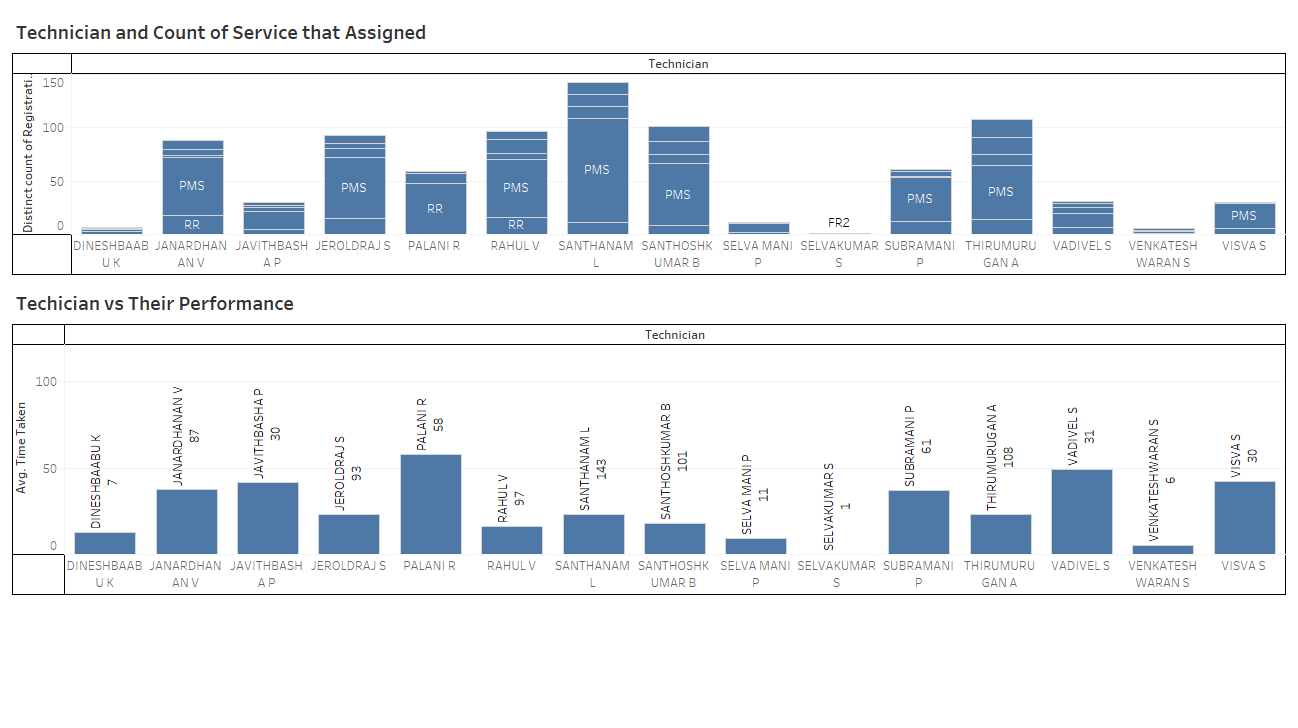 Technician and Count of Service that Assigned
Technician
Distinct count of Registrati..
150
100
50
0
PMS
RR
PMS
RR
PMS
RR
PMS
PMS
FR2
PMS
PMS
PMS
DINESHBAAB
U K
JANARDHAN
AN V
JAVITHBASH
A P
JEROLDRAJ S
PALANI R
RAHUL V
SANTHANAM
L
SANTHOSHK
UMAR B
SELVA MANI
P
SELVAKUMAR
S
SUBRAMANI
P
THIRUMURU
GAN A
VADIVEL S
VENKATESH
WARAN S
VISVA S
Techician vs Their Performance
Technician
Avg. Time Taken
100
50
0
DINESHBAABU K
7
JANARDHANAN V
87
JAVITHBASHA P
30
JEROLDRAJ S
93
PALANI R
58
RAHUL V
97
SANTHANAM L
143
SANTHOSHKUMAR B
101
SELVA MANI P
11
SELVAKUMAR S
1
SUBRAMANI P
61
THIRUMURUGAN A
108
VADIVEL S
31
VENKATESHWARAN S
6
VISVA S
30
DINESHBAAB
U K
JANARDHAN
AN V
JAVITHBASH
A P
JEROLDRAJ S
PALANI R
RAHUL V
SANTHANAM
L
SANTHOSHK
UMAR B
SELVA MANI
P
SELVAKUMAR
S
SUBRAMANI
P
THIRUMURU
GAN A
VADIVEL S
VENKATESH
WARAN S
VISVA S